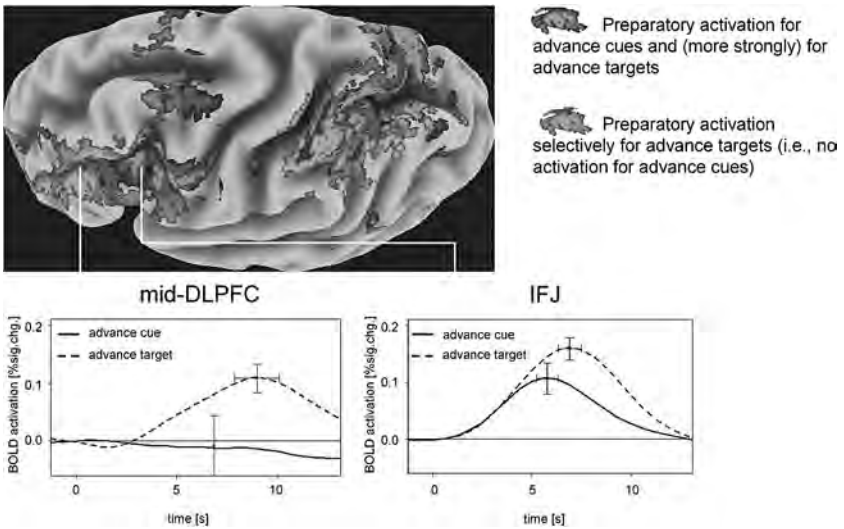 Preparatory activation for
advance cues and (more strongly) for
advance targets
Preparatory activation
selectively for advance targets (i.e., no
activation for advance cues)
mid-DLPFC
IFJ
BOLD activation [%sig.chg.]
0.2
0.1
0.0
advance cue
advance target
0
5
10
time [s]
BOLD activation [%sig.chg.]
0.2
0.1
0.0
advance cue
advance target
0
5
10
time [s]